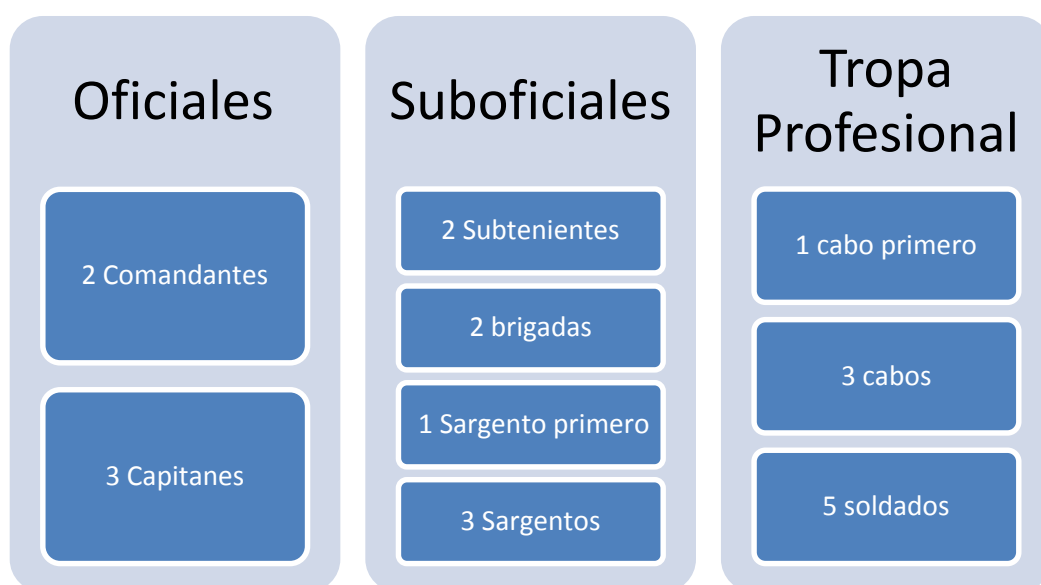 Oficiales
2 Comandantes
3 Capitanes
Suboficiales
2 Subtenientes
2 brigadas
1 Sargento primero
3 Sargentos
Tropa
Profesional
1 cabo primero
3 cabos
5 soldados